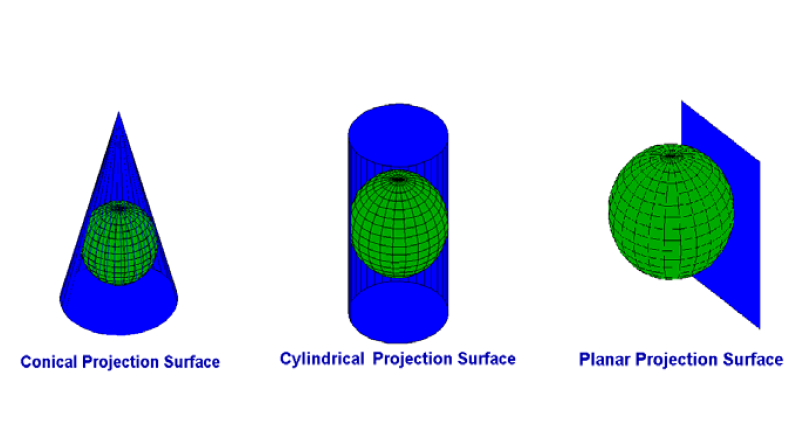 Conical Projection Surface
Cylindrical Projection Surface
Planar Projection Surface